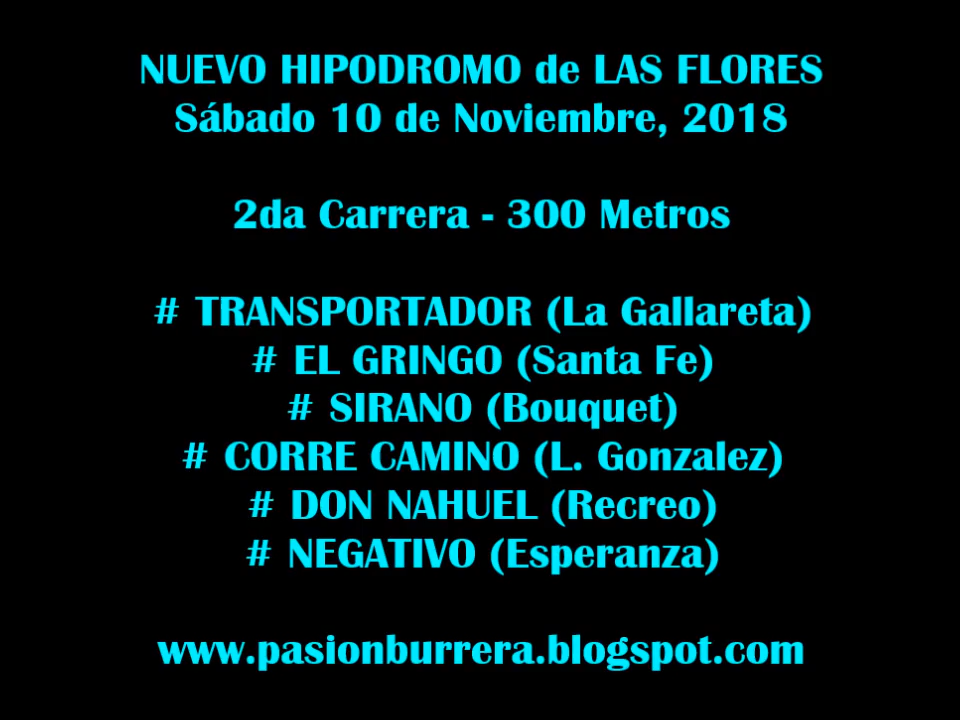 NUEVO HIPODROMO de LAS FLORES
Sábado 10 de Noviembre, 2018
2da Carrera - 300 Metros
# TRANSPORTADOR (La Gallareta)
# EL GRINGO (Santa Fe)
# SIRANO (Bouquet)
# CORRE CAMINO (L. Gonzalez)
# DON NAHUEL (Recreo)
# NEGATIVO (Esperanza)
www.pasionburrera.blogspot.com